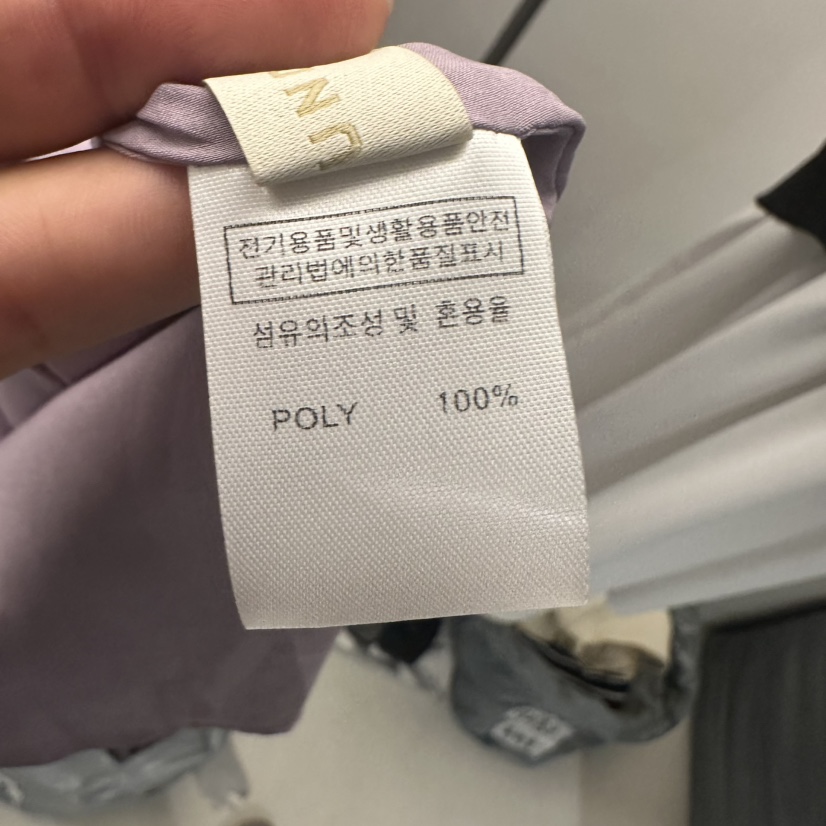 전기용품및생활용품안전
관리법에의한품질표시
섬유의조성 및 혼용율
POLY 100%